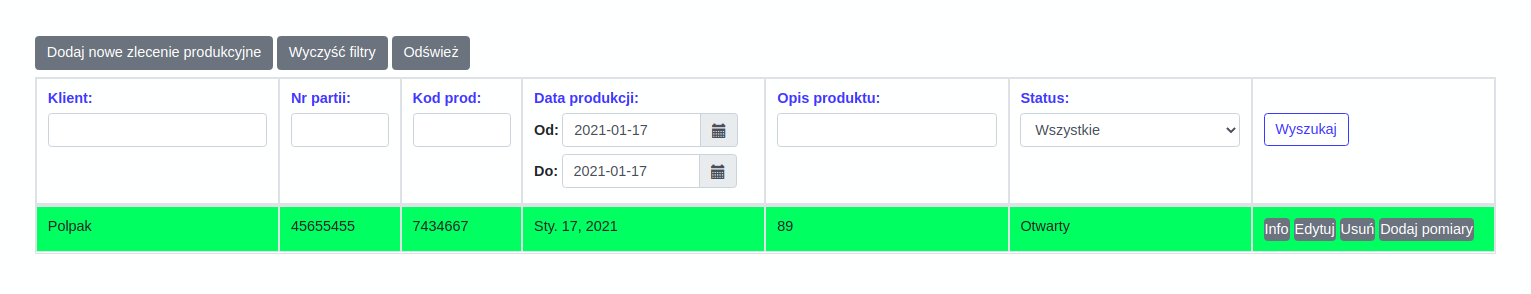 Dodaj nowe zlecenie produkcyjne Wyczyść filtry Odśwież
Klient: Nr partii: Kod prod: Data produkcji: Opis produktu: Status:
Od: 2021-01-17 Wszystkie Wyszukaj
Do: 2021-01-17
Polpak 45655455 7434667 Sty. 17, 2021 89 Otwarty Info Edytuj Usuń Dodaj pomiary